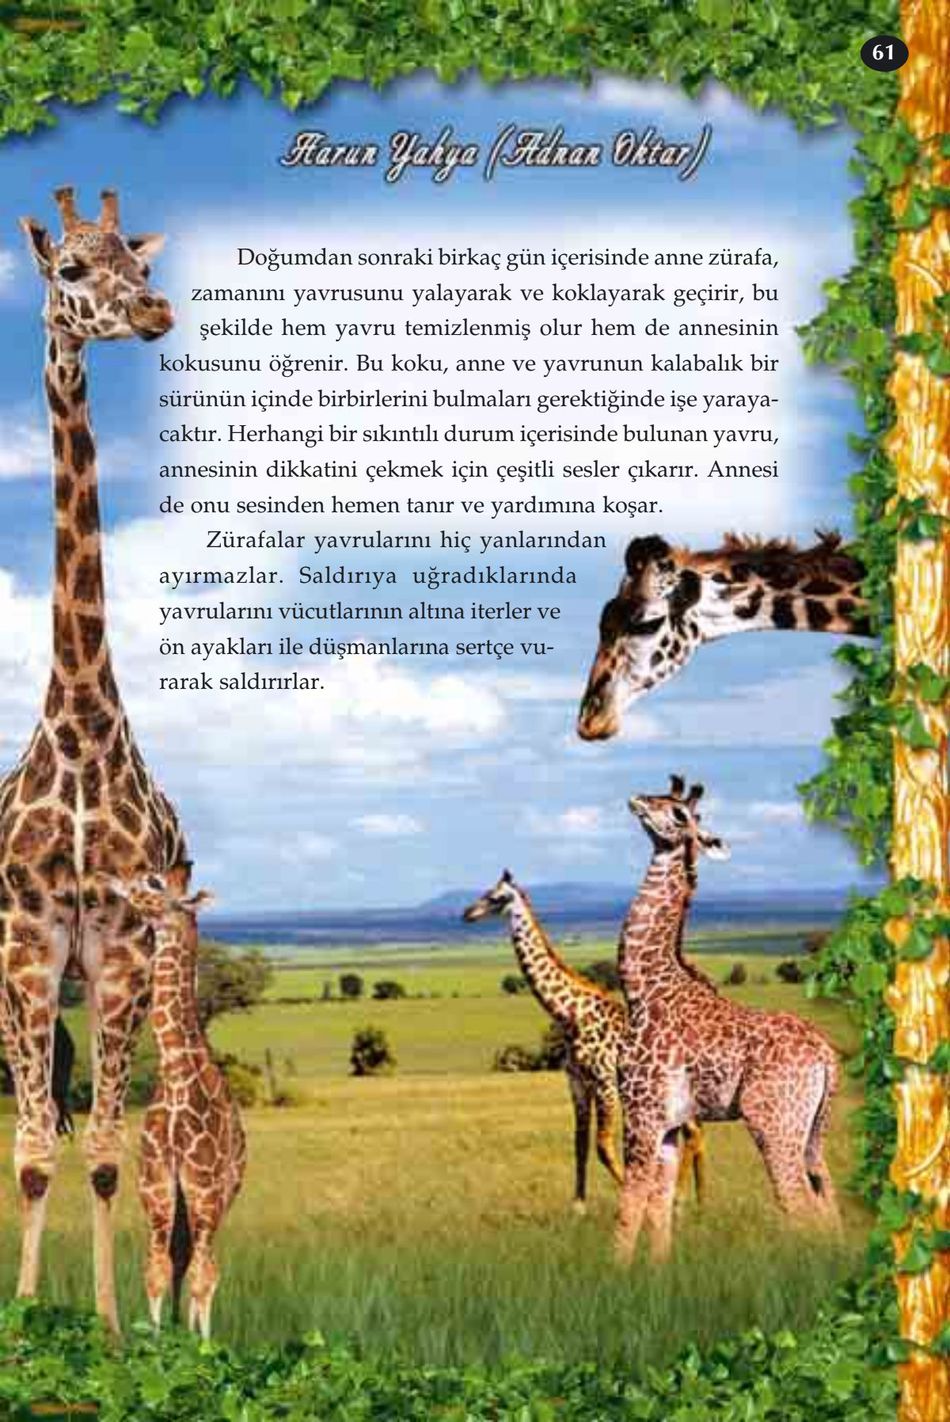 61
Harun Yahya (Adnan Oktar)
Doğumdan sonraki birkaç gün içerisinde anne zürafa,
zamanını yavrusunu yalayarak ve koklayarak geçirir, bu
şekilde hem yavru temizlenmiş olur hem de annesinin
kokusunu öğrenir. Bu koku, anne ve yavrunun kalabalık bir
sürünün içinde birbirlerini bulmaları gerektiğinde işe yaraya-
caktır. Herhangi bir sıkıntılı durum içerisinde bulunan yavru,
annesinin dikkatini çekmek için çeşitli sesler çıkarır. Annesi
de onu sesinden hemen tanır ve yardımına koşar.
Zürafalar yavrularını hiç yanlarından
ayırmazlar. Saldırıya uğradıklarında
yavrularını vücutlarının altına iterler ve
ön ayakları ile düşmanlarına sertçe vu-
rarak saldırırlar.